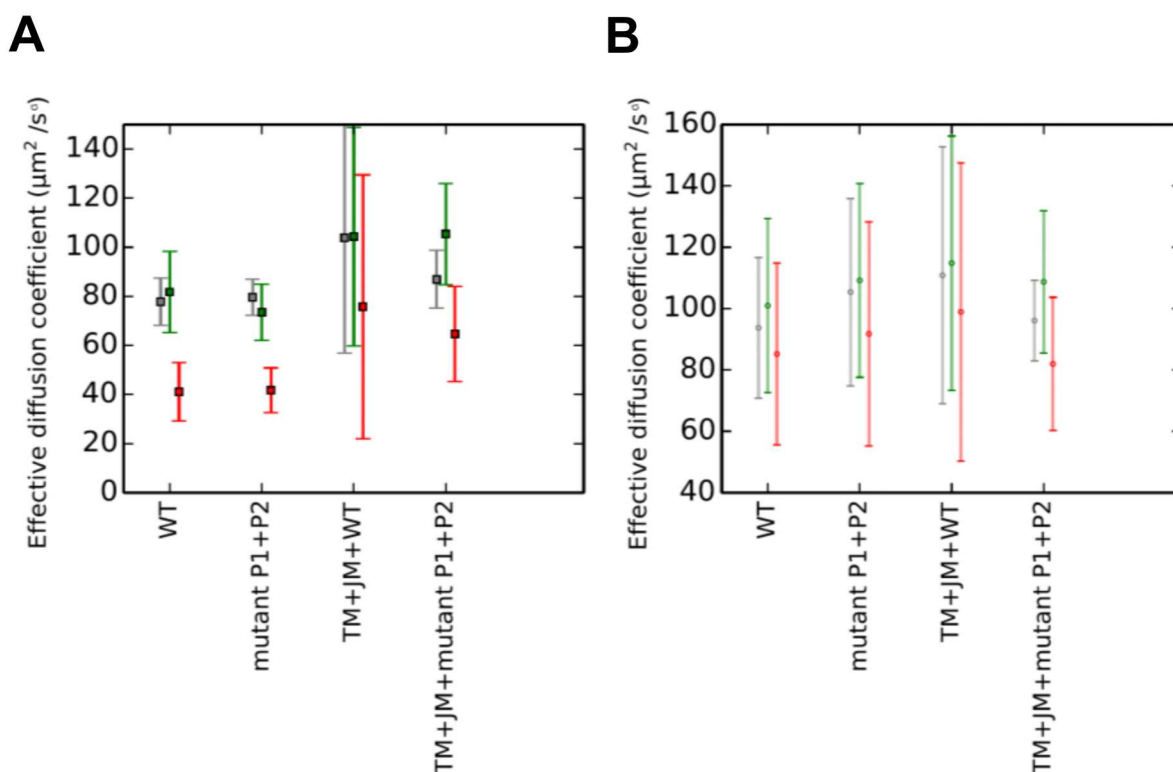 A
B
Effective diffusion coefficient (µm² /sᵅ)
140
120
100
80
60
40
20
0
WT
mutant P1+P2
TM+JM+WT
TM+JM+mutant P1+P2
Effective diffusion coefficient (µm² /sᵅ)
160
140
120
100
80
60
40
WT
mutant P1+P2
TM+JM+WT
TM+JM+mutant P1+P2